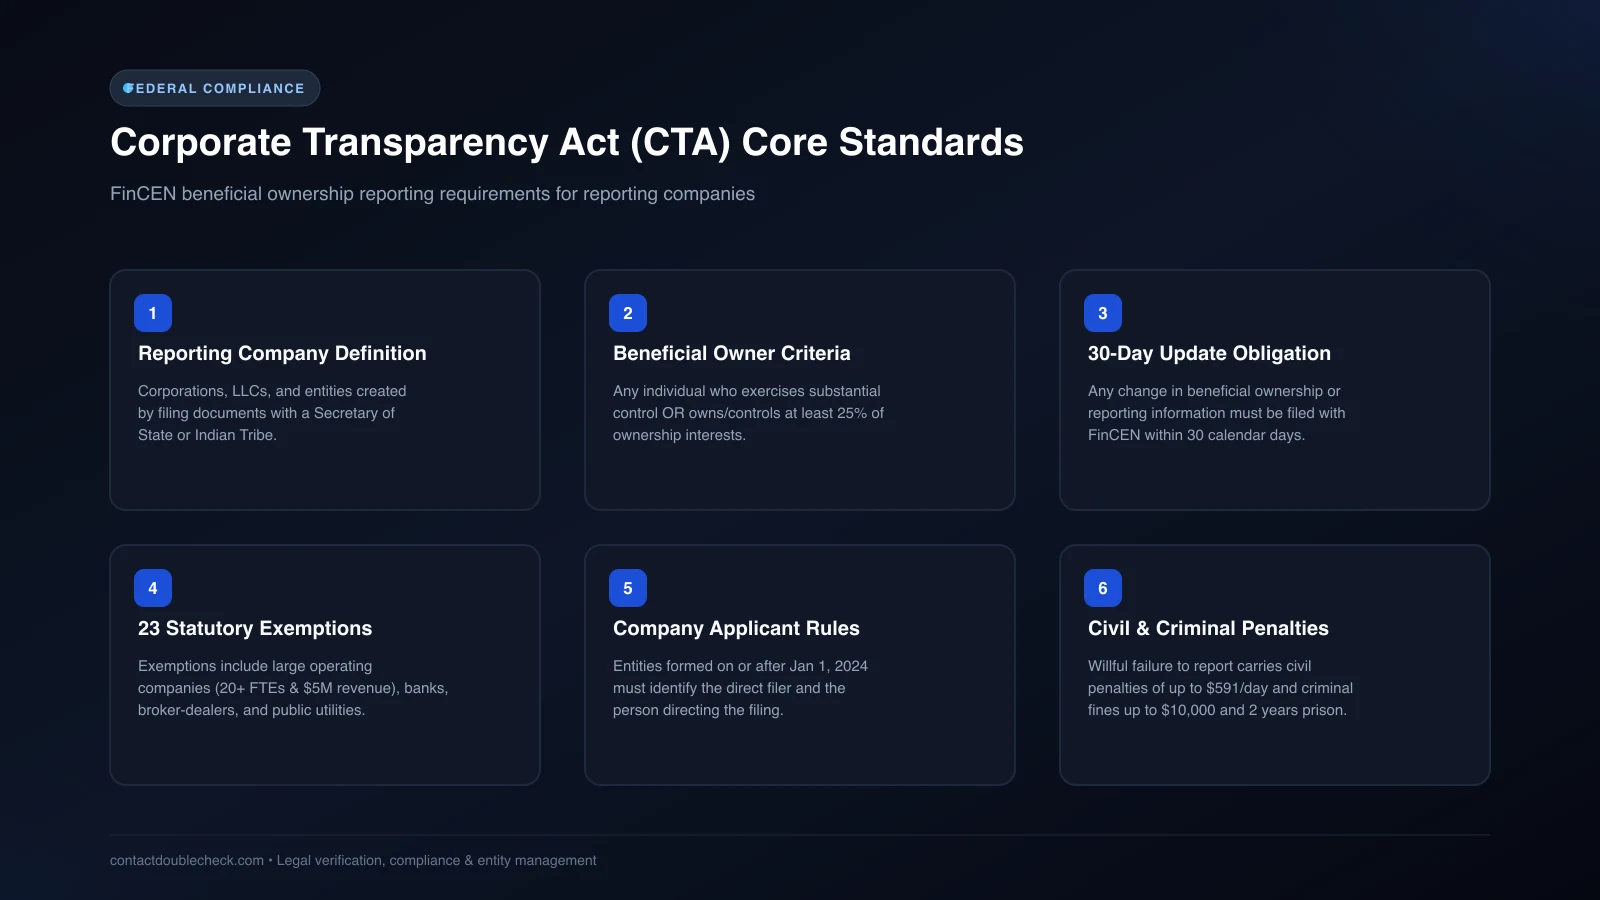 FEDERAL COMPLIANCE
Corporate Transparency Act (CTA) Core Standards
FinCEN beneficial ownership reporting requirements for reporting companies
1
Reporting Company Definition
Corporations, LLCs, and entities created
by filing documents with a Secretary of
State or Indian Tribe.
2
Beneficial Owner Criteria
Any individual who exercises substantial
control OR owns/controls at least 25% of
ownership interests.
3
30-Day Update Obligation
Any change in beneficial ownership or
reporting information must be filed with
FinCEN within 30 calendar days.
4
23 Statutory Exemptions
Exemptions include large operating
companies (20+ FTEs & $5M revenue), banks,
broker-dealers, and public utilities.
5
Company Applicant Rules
Entities formed on or after Jan 1, 2024
must identify the direct filer and the
person directing the filing.
6
Civil & Criminal Penalties
Willful failure to report carries civil
penalties of up to $591/day and criminal
fines up to $10,000 and 2 years prison.
contactdoublecheck.com • Legal verification, compliance & entity management